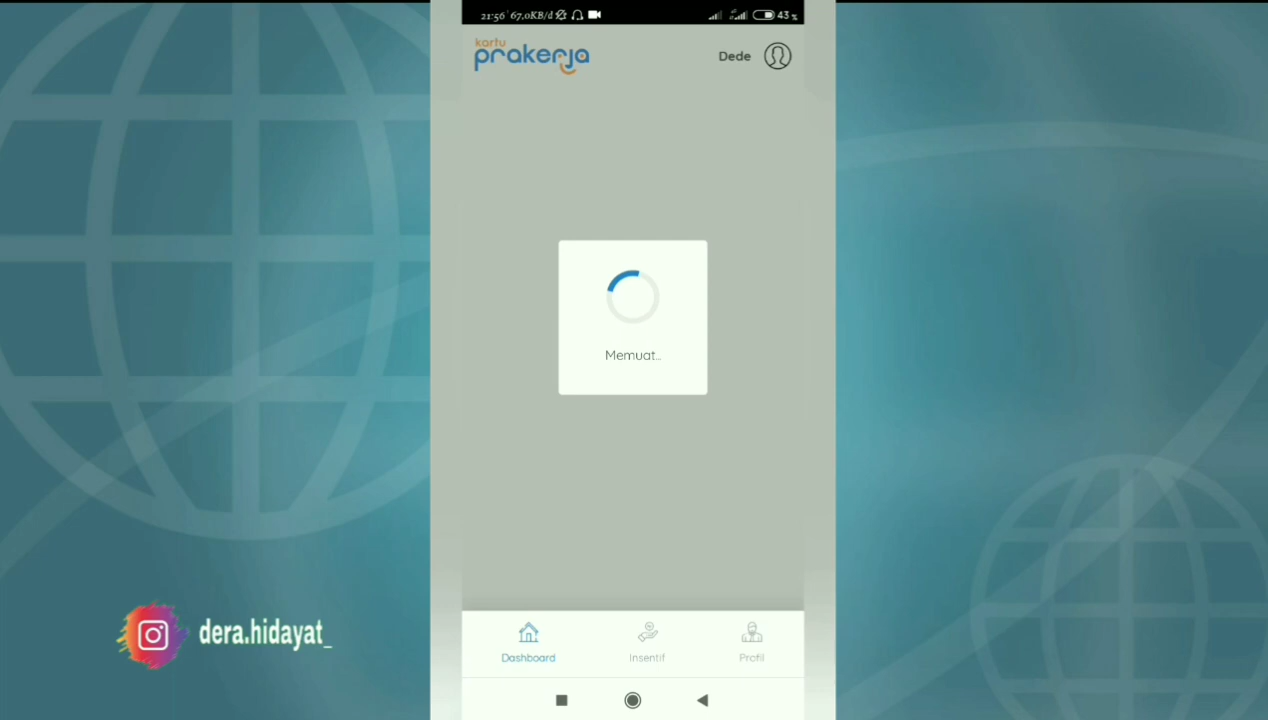 21:56
67,0KB/d
43%
kartu
prakerja
Dede
Memuat..
Dashboard
Insentif
Profil
dera.hidayat_